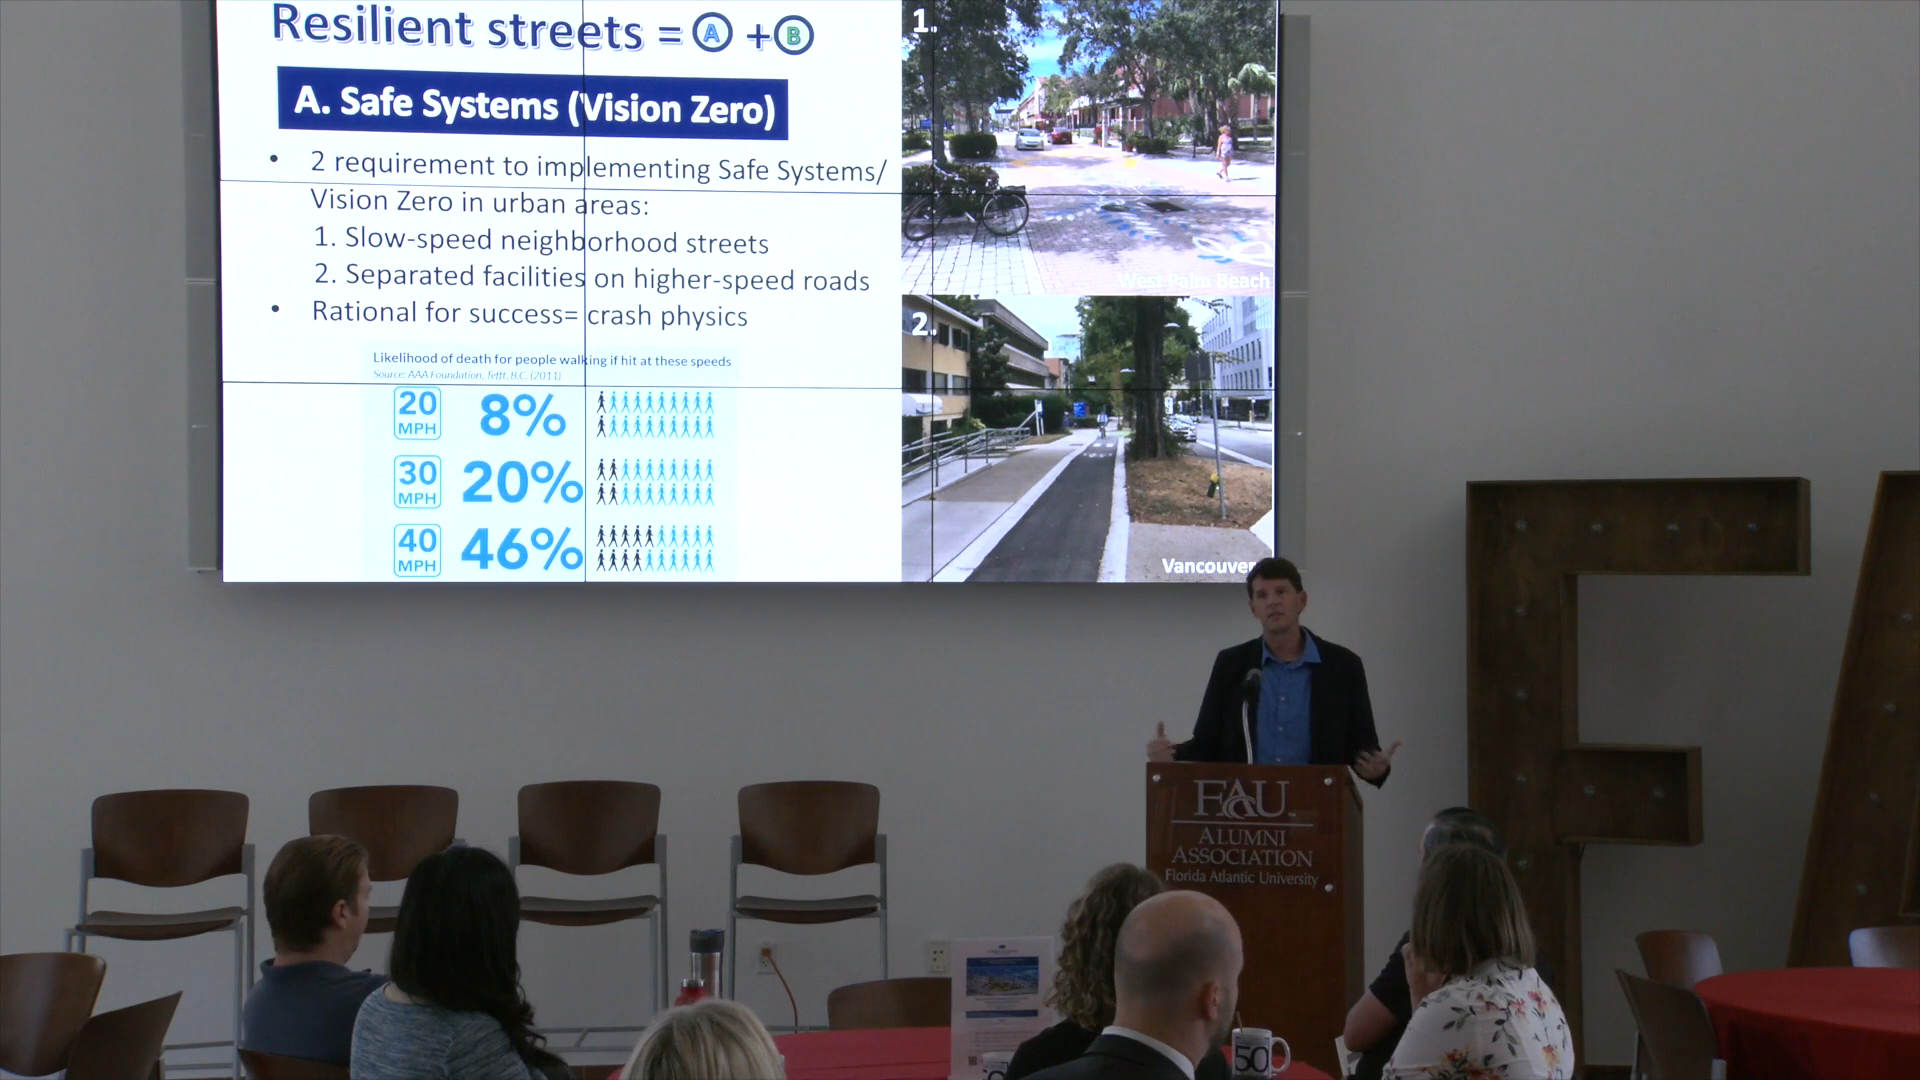 Resilient streets = A + B
A. Safe Systems (Vision Zero)
• 2 requirement to implementing Safe Systems/
Vision Zero in urban areas:
1. Slow-speed neighborhood streets
2. Separated facilities on higher-speed roads
• Rational for success= crash physics
Likelihood of death for people walking if hit at these speeds
Source: AAA Foundation, Tefft, B.C. (2011)
20 MPH 8%
30 MPH 20%
40 MPH 46%
1.
West Palm Beach
2.
Vancouver
FAU
ALUMNI
ASSOCIATION
Florida Atlantic University
50